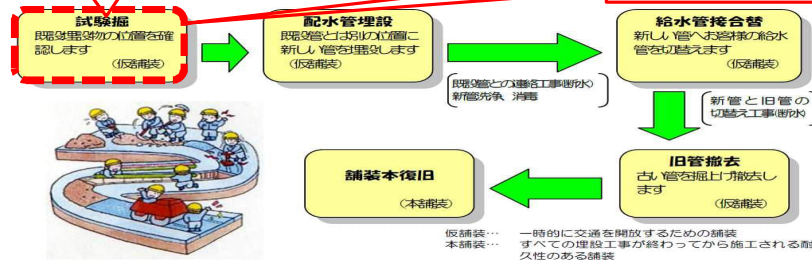 試験掘
既設埋設物の位置を確
認します
(仮舗装)
配水管埋設
既設管とは別の位置に
新しい管を埋設します
(仮舗装)
給水管接合替
新しい管へお客様の給水
管を切替えます
(仮舗装)
既設管との連絡工事(断水)
新管洗浄、消毒
新管と旧管の
切替え工事(断水)
舗装本復旧
(本舗装)
旧管撤去
古い管を掘上げ撤去し
ます
(仮舗装)
仮舗装… 一時的に交通を開放するための舗装
本舗装… すべての埋設工事が終わってから施工される耐
久性のある舗装